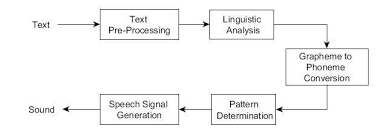 Text
Text
Pre-Processing
Linguistic
Analysis
Grapheme to
Phoneme
Conversion
Pattern
Determination
Speech Signal
Generation
Sound